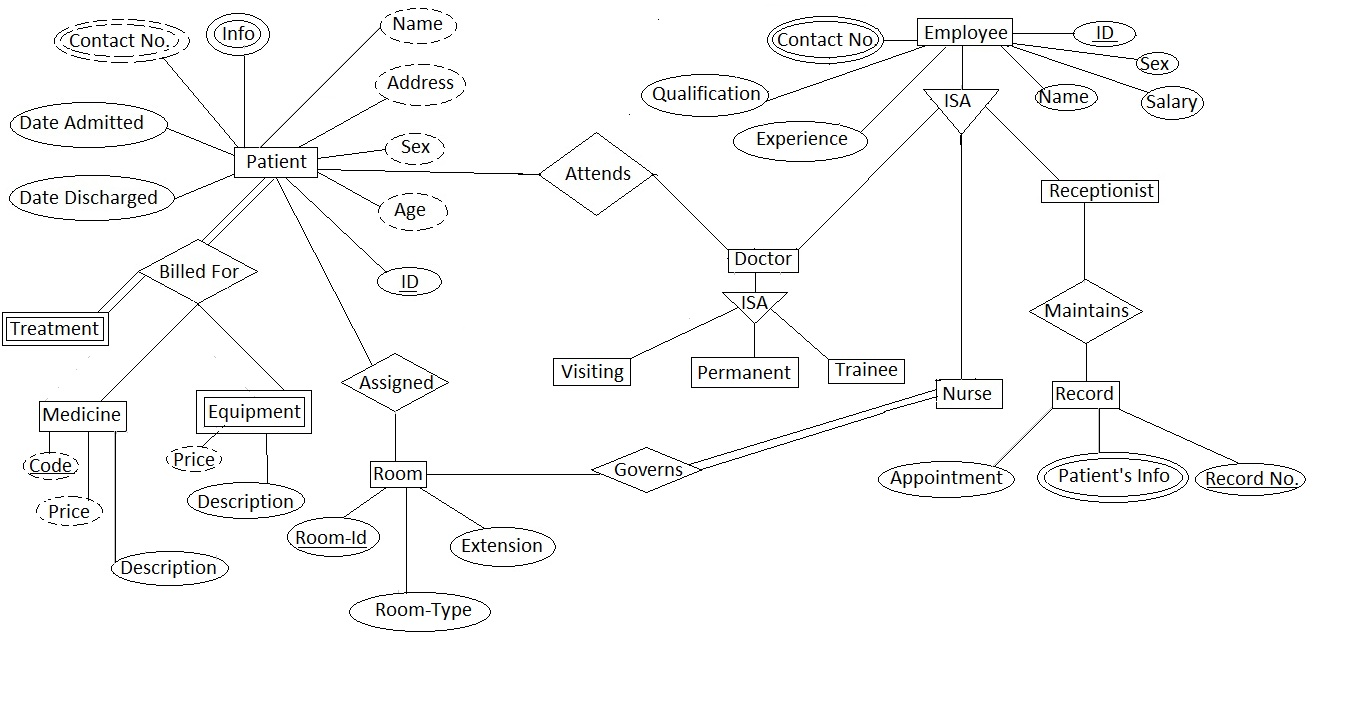 Contact No.
Info
Name
Address
Date Admitted
Sex
Patient
Date Discharged
Age
ID
Attends
Billed For
Treatment
Medicine
Equipment
Code
Price
Price
Description
Description
Assigned
Room
Room-Id
Extension
Room-Type
Governs
Employee
Contact No.
ID
Sex
Qualification
Name
Salary
Experience
ISA
Receptionist
Doctor
ISA
Visiting
Permanent
Trainee
Nurse
Maintains
Record
Appointment
Patient's Info
Record No.